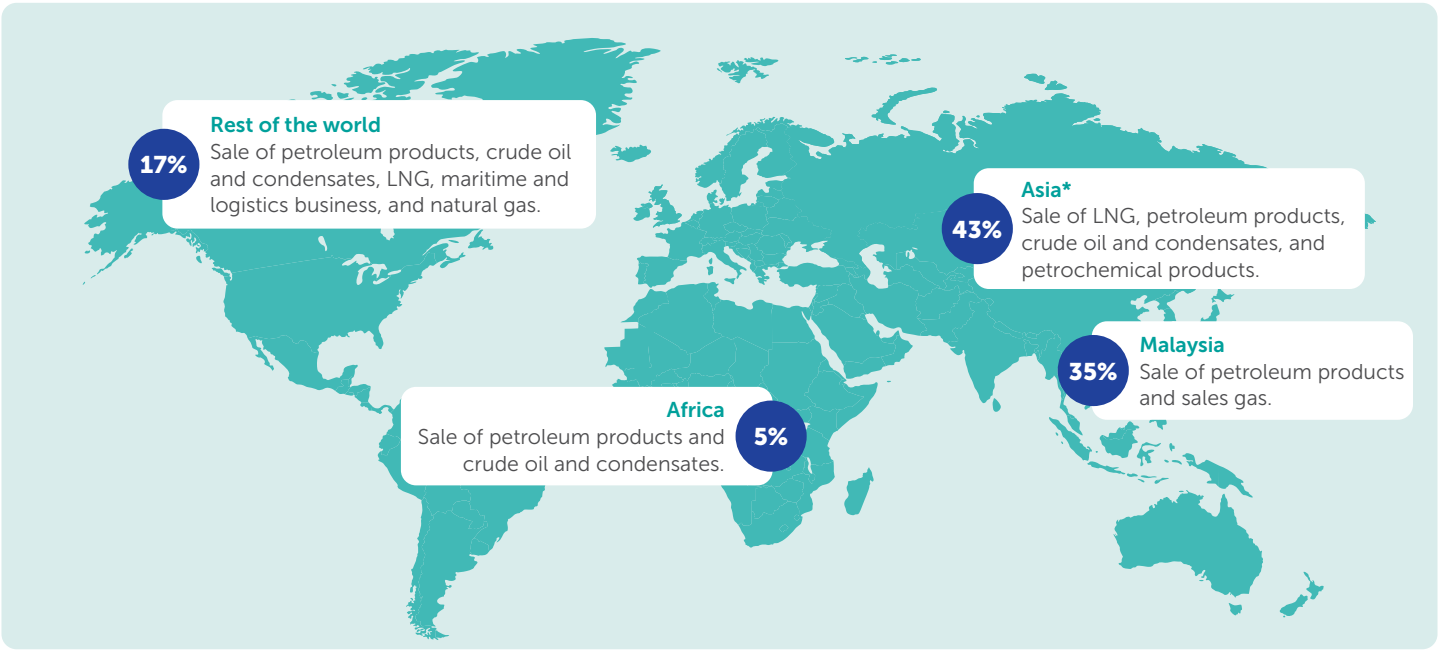 Rest of the world
17%
Sale of petroleum products, crude oil
and condensates, LNG, maritime and
logistics business, and natural gas.
Asia*
43%
Sale of LNG, petroleum products,
crude oil and condensates, and
petrochemical products.
Malaysia
35%
Sale of petroleum products
and sales gas.
Africa
5%
Sale of petroleum products and
crude oil and condensates.